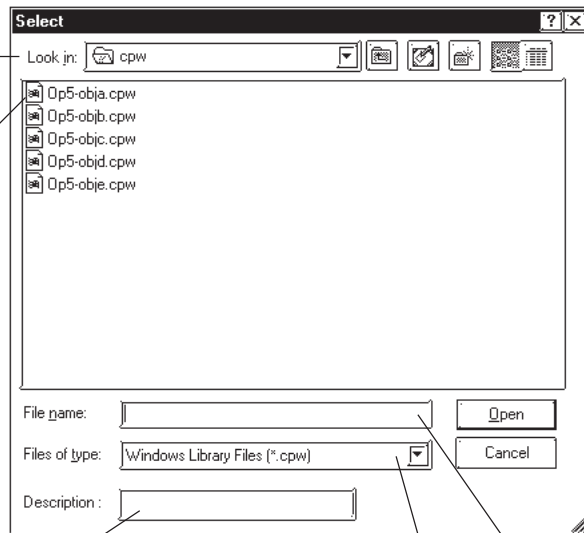 Select
Look in: cpw
Op5-obja.cpw
Op5-objb.cpw
Op5-objc.cpw
Op5-objd.cpw
Op5-obje.cpw
File name:
Open
Files of type: Windows Library Files (*.cpw)
Cancel
Description :